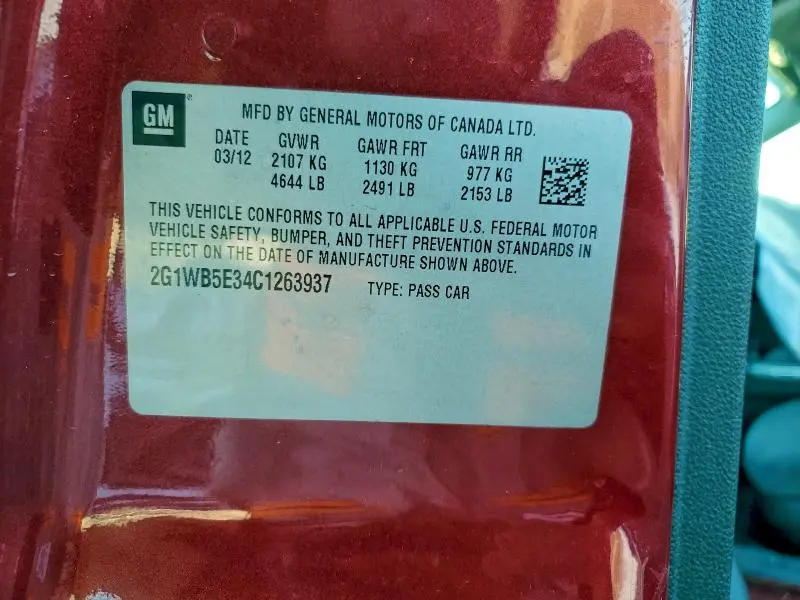 GM®
MFD BY GENERAL MOTORS OF CANADA LTD.
DATE GVWR GAWR FRT GAWR RR
03/12 2107 KG 1130 KG 977 KG
4644 LB 2491 LB 2153 LB
THIS VEHICLE CONFORMS TO ALL APPLICABLE U.S. FEDERAL MOTOR
VEHICLE SAFETY, BUMPER, AND THEFT PREVENTION STANDARDS IN
EFFECT ON THE DATE OF MANUFACTURE SHOWN ABOVE.
2G1WB5E34C1263937 TYPE: PASS CAR